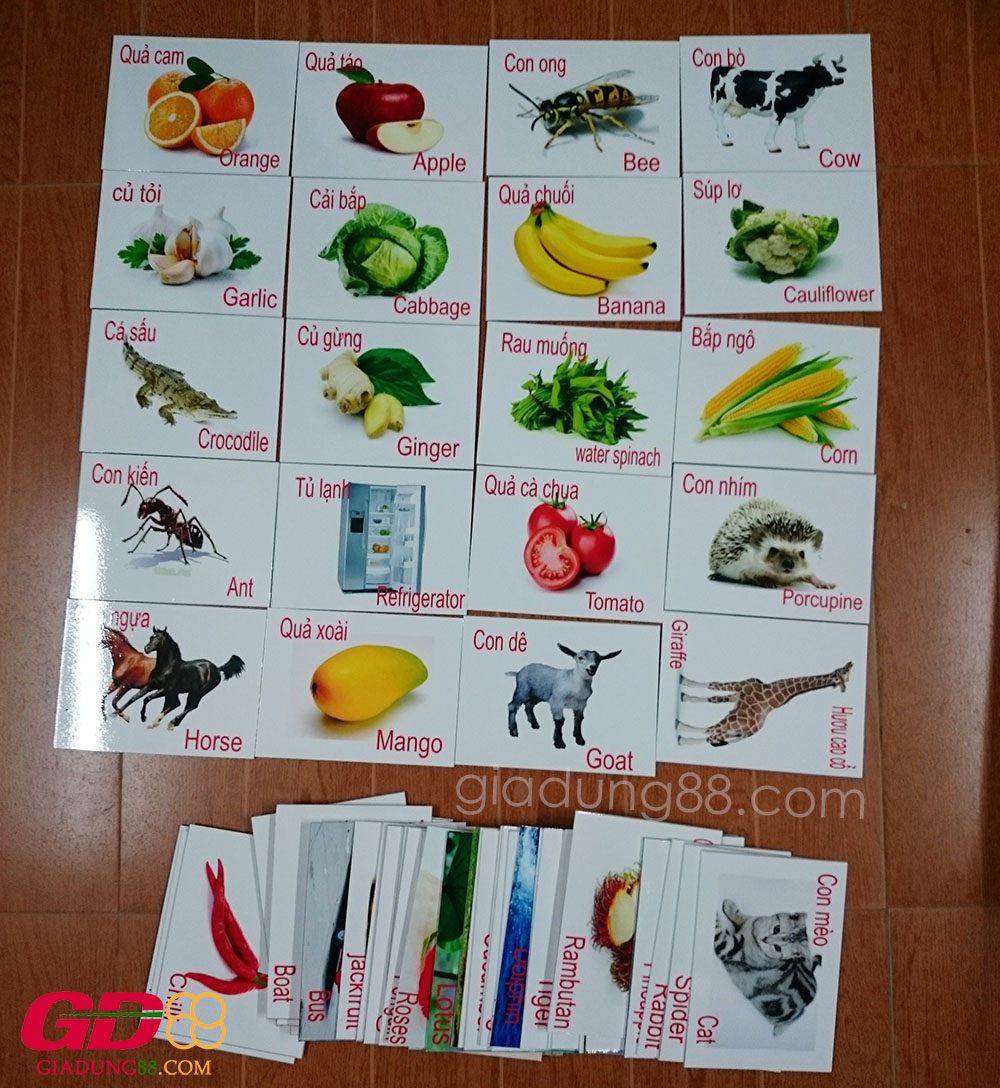 Quả cam
Orange
Quả táo
Apple
Con ong
Bee
Con bò
Cow
củ tỏi
Garlic
Cải bắp
Cabbage
Quả chuối
Banana
Súp lơ
Cauliflower
Cá sấu
Crocodile
Củ gừng
Ginger
Rau muống
water spinach
Bắp ngô
Corn
Con kiến
Ant
Tủ lạnh
Refrigerator
Quả cà chua
Tomato
Con nhím
Porcupine
ngựa
Horse
Quả xoài
Mango
Con dê
Goat
Giraffe
Hươu cao cổ
giadung88.com
Boat
Bus
Jackfruit
Roses
Lotus
Dolphin
Tiger
Rambutan
Rabbit
Spider
Cat
Con mèo
GD88
GIADUNG88.COM